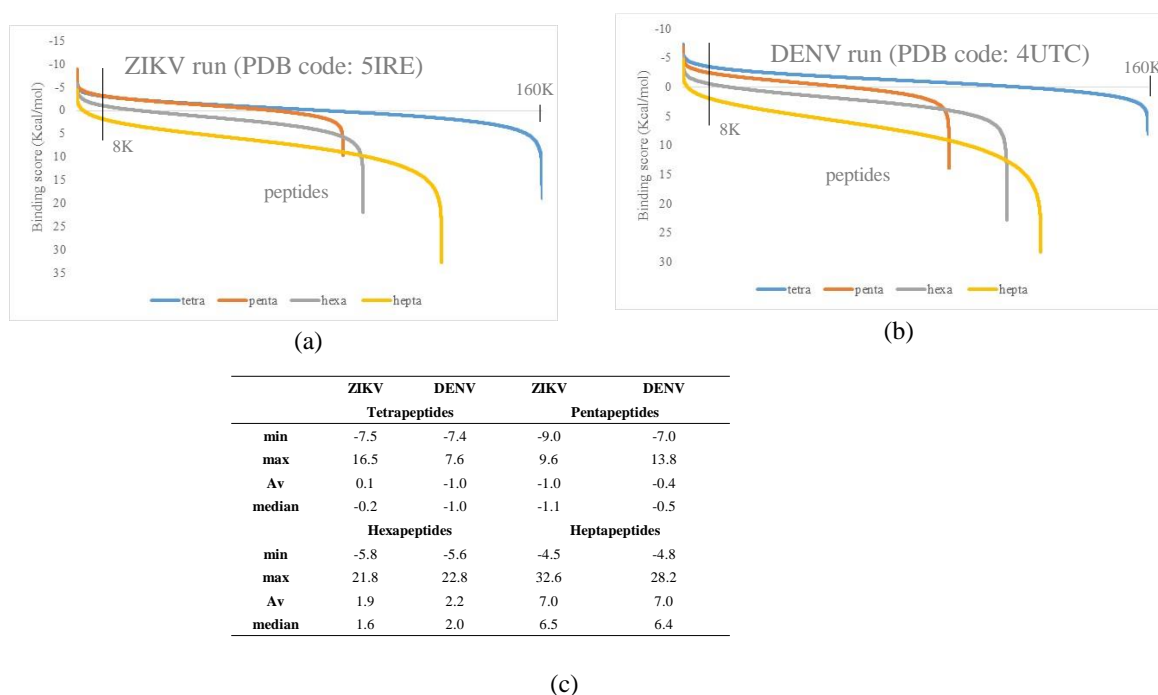 ZIKV run (PDB code: 5IRE)
-15
-10
-5
0
5
10
15
20
25
30
35
Binding score (Kcal/mol)
8K
160K
peptides
tetra penta hexa hepta
(a)
DENV run (PDB code: 4UTC)
-10
-5
0
5
10
15
20
25
30
Binding score (Kcal/mol)
8K
160K
peptides
tetra penta hexa hepta
(b)
ZIKV DENV ZIKV DENV
Tetrapeptides Pentapeptides
min -7.5 -7.4 -9.0 -7.0
max 16.5 7.6 9.6 13.8
Av 0.1 -1.0 -1.0 -0.4
median -0.2 -1.0 -1.1 -0.5
Hexapeptides Heptapeptides
min -5.8 -5.6 -4.5 -4.8
max 21.8 22.8 32.6 28.2
Av 1.9 2.2 7.0 7.0
median 1.6 2.0 6.5 6.4
(c)